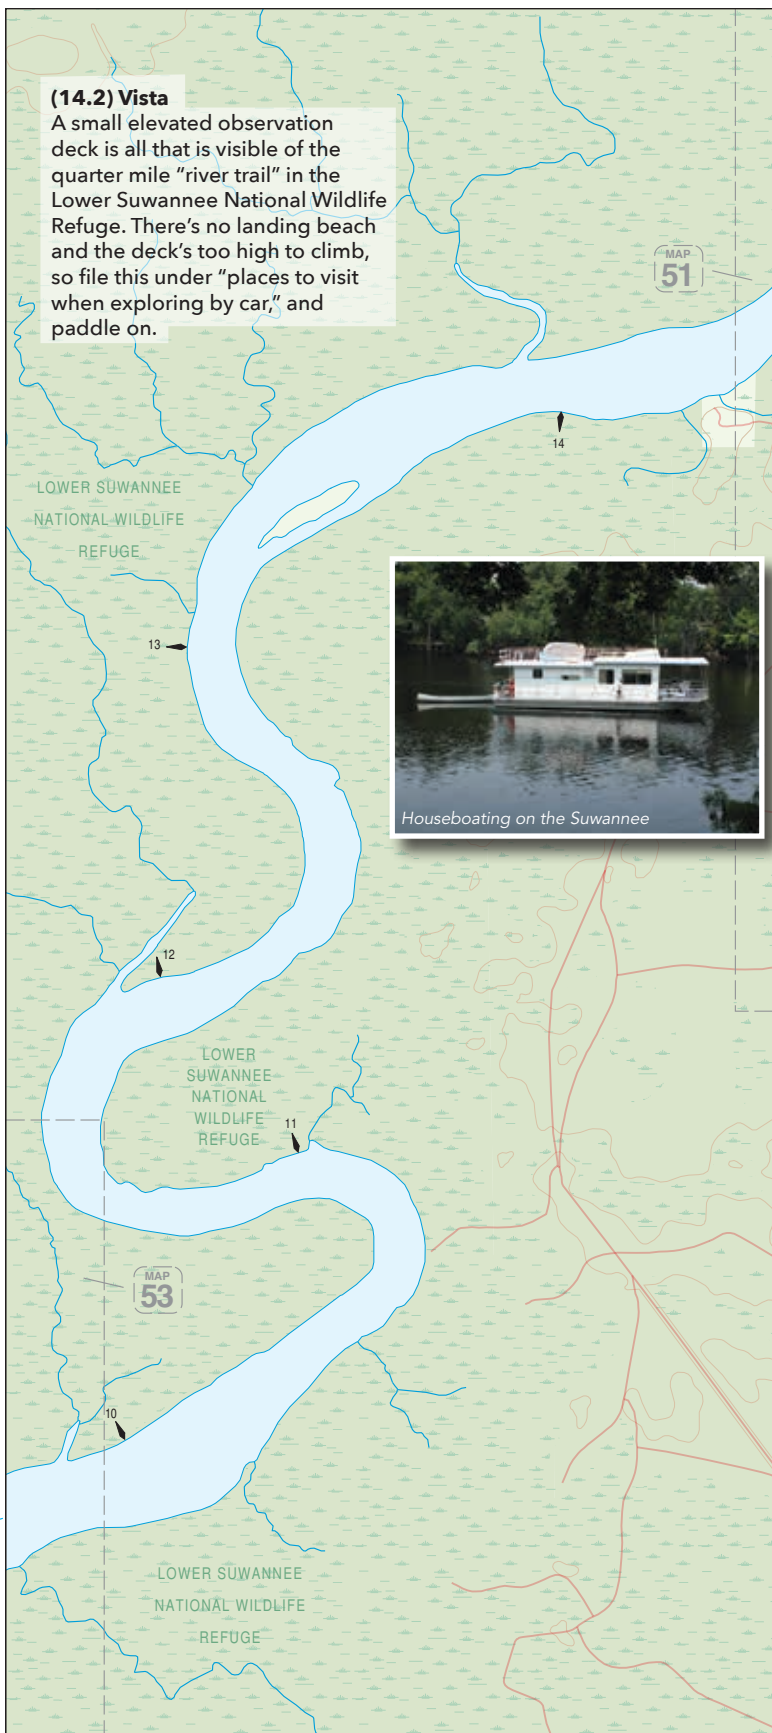 (14.2) Vista
A small elevated observation
deck is all that is visible of the
quarter mile “river trail” in the
Lower Suwannee National Wildlife
Refuge. There’s no landing beach
and the deck’s too high to climb,
so file this under “places to visit
when exploring by car,” and
paddle on.
MAP
51
14
LOWER SUWANNEE
NATIONAL WILDLIFE
REFUGE
13
Houseboating on the Suwannee
12
LOWER
SUWANNEE
NATIONAL
WILDLIFE
REFUGE
11
MAP
53
10
LOWER SUWANNEE
NATIONAL WILDLIFE
REFUGE